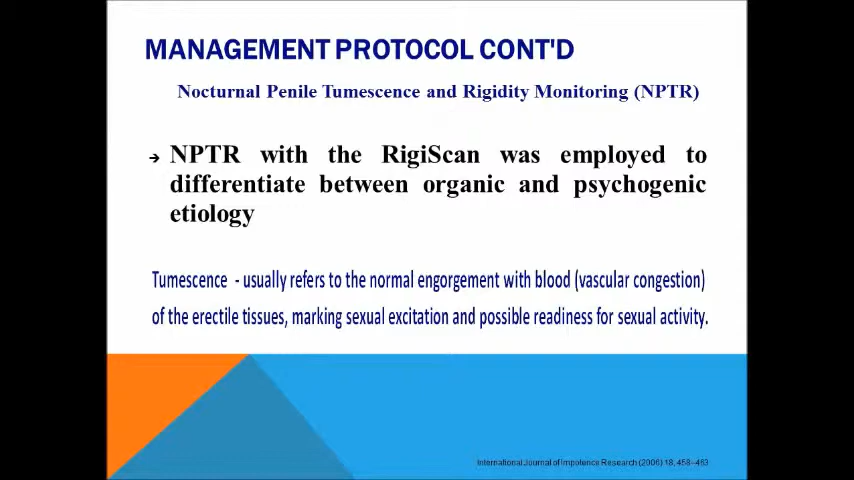 MANAGEMENT PROTOCOL CONT'D
Nocturnal Penile Tumescence and Rigidity Monitoring (NPTR)
➔ NPTR with the RigiScan was employed to
differentiate between organic and psychogenic
etiology
Tumescence - usually refers to the normal engorgement with blood (vascular congestion)
of the erectile tissues, marking sexual excitation and possible readiness for sexual activity.
International Journal of Impotence Research (2006) 18, 458–463